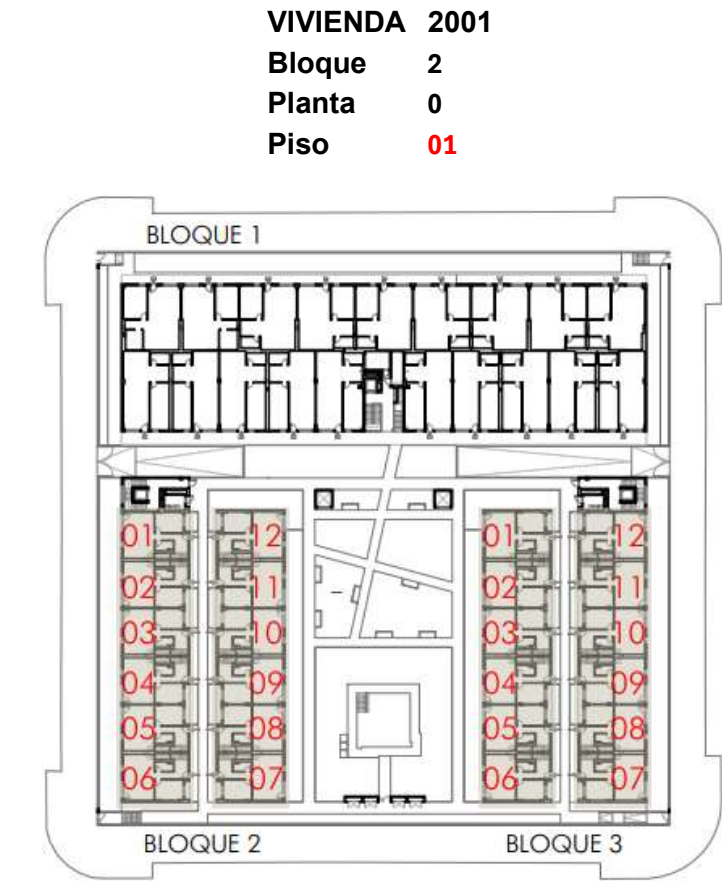 VIVIENDA 2001
Bloque 2
Planta 0
Piso 01
BLOQUE 1
01 12 01 12
02 11 02 11
03 10 03 10
04 09 04 09
05 08 05 08
06 07 06 07
BLOQUE 2 BLOQUE 3